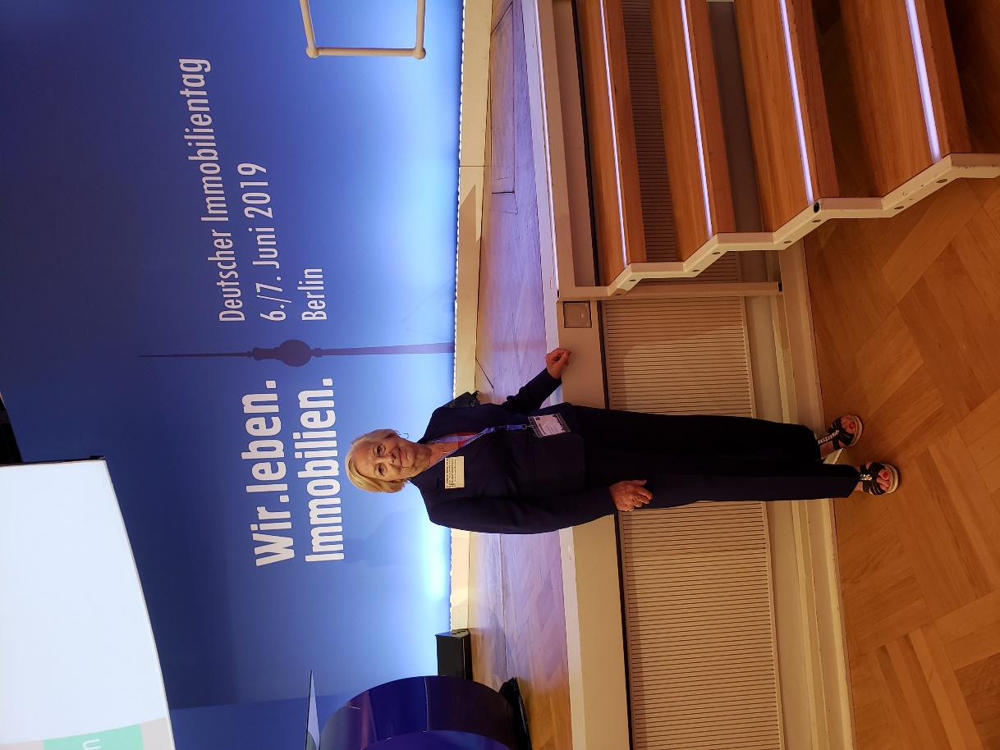 Wir.leben.
Immobilien.
Deutscher Immobilientag
6./7. Juni 2019
Berlin